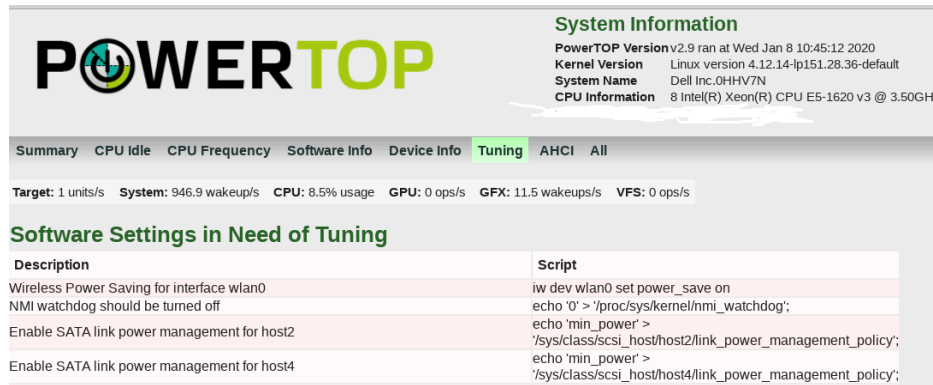 POWERTOP
System Information
PowerTOP Version v2.9 ran at Wed Jan 8 10:45:12 2020
Kernel Version Linux version 4.12.14-lp151.28.36-default
System Name Dell Inc.0HHV7N
CPU Information 8 Intel(R) Xeon(R) CPU E5-1620 v3 @ 3.50GH
Summary CPU Idle CPU Frequency Software Info Device Info Tuning AHCI All
Target: 1 units/s System: 946.9 wakeup/s CPU: 8.5% usage GPU: 0 ops/s GFX: 11.5 wakeups/s VFS: 0 ops/s
Software Settings in Need of Tuning
Description Script
Wireless Power Saving for interface wlan0 iw dev wlan0 set power_save on
NMI watchdog should be turned off echo '0' > '/proc/sys/kernel/nmi_watchdog';
Enable SATA link power management for host2 echo 'min_power' >
'/sys/class/scsi_host/host2/link_power_management_policy';
Enable SATA link power management for host4 echo 'min_power' >
'/sys/class/scsi_host/host4/link_power_management_policy';